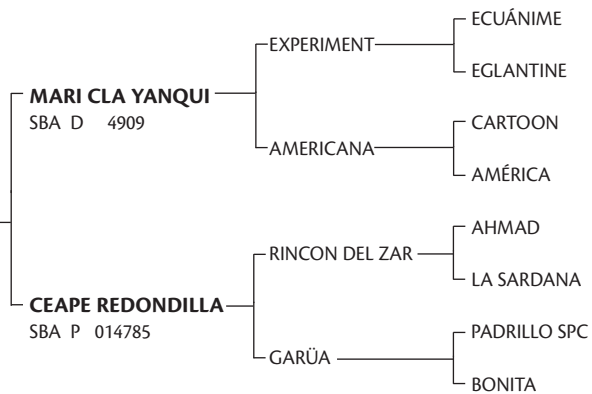 ECUÁNIME
EXPERIMENT
EGLANTINE
MARI CLA YANQUI
SBA D 4909
CARTOON
AMERICANA
AMÉRICA
AHMAD
RINCON DEL ZAR
LA SARDANA
CEAPE REDONDILLA
SBA P 014785
PADRILLO SPC
GARÜA
BONITA